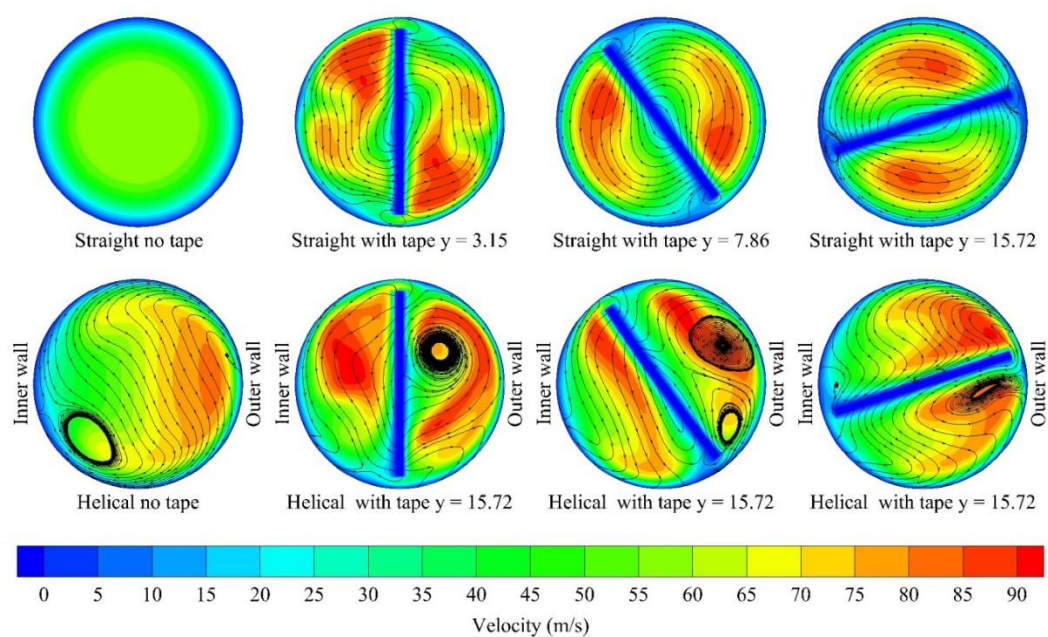 Straight no tape
Straight with tape y = 3.15
Straight with tape y = 7.86
Straight with tape y = 15.72
Inner wall
Outer wall
Inner wall
Outer wall
Inner wall
Outer wall
Inner wall
Outer wall
Helical no tape
Helical with tape y = 15.72
Helical with tape y = 15.72
Helical with tape y = 15.72
0 5 10 15 20 25 30 35 40 45 50 55 60 65 70 75 80 85 90
Velocity (m/s)